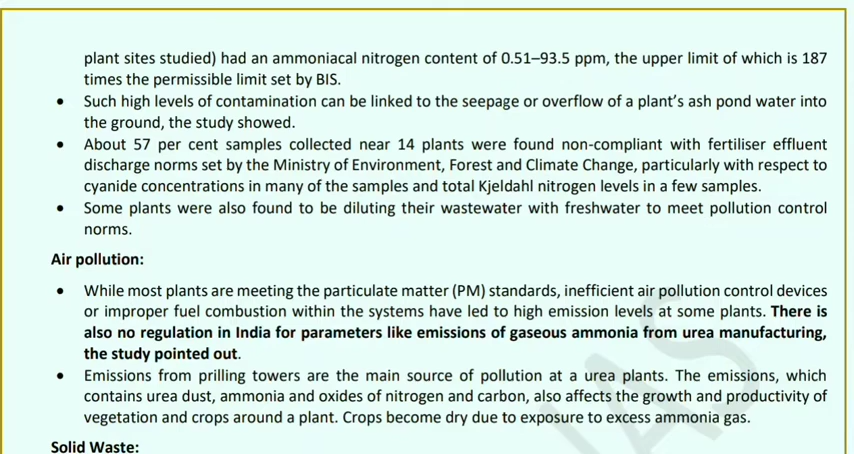 plant sites studied) had an ammoniacal nitrogen content of 0.51–93.5 ppm, the upper limit of which is 187
times the permissible limit set by BIS.
• Such high levels of contamination can be linked to the seepage or overflow of a plant's ash pond water into
the ground, the study showed.
• About 57 per cent samples collected near 14 plants were found non-compliant with fertiliser effluent
discharge norms set by the Ministry of Environment, Forest and Climate Change, particularly with respect to
cyanide concentrations in many of the samples and total Kjeldahl nitrogen levels in a few samples.
• Some plants were also found to be diluting their wastewater with freshwater to meet pollution control
norms.
Air pollution:
• While most plants are meeting the particulate matter (PM) standards, inefficient air pollution control devices
or improper fuel combustion within the systems have led to high emission levels at some plants. There is
also no regulation in India for parameters like emissions of gaseous ammonia from urea manufacturing,
the study pointed out.
• Emissions from prilling towers are the main source of pollution at a urea plants. The emissions, which
contains urea dust, ammonia and oxides of nitrogen and carbon, also affects the growth and productivity of
vegetation and crops around a plant. Crops become dry due to exposure to excess ammonia gas.
Solid Waste:
IAS